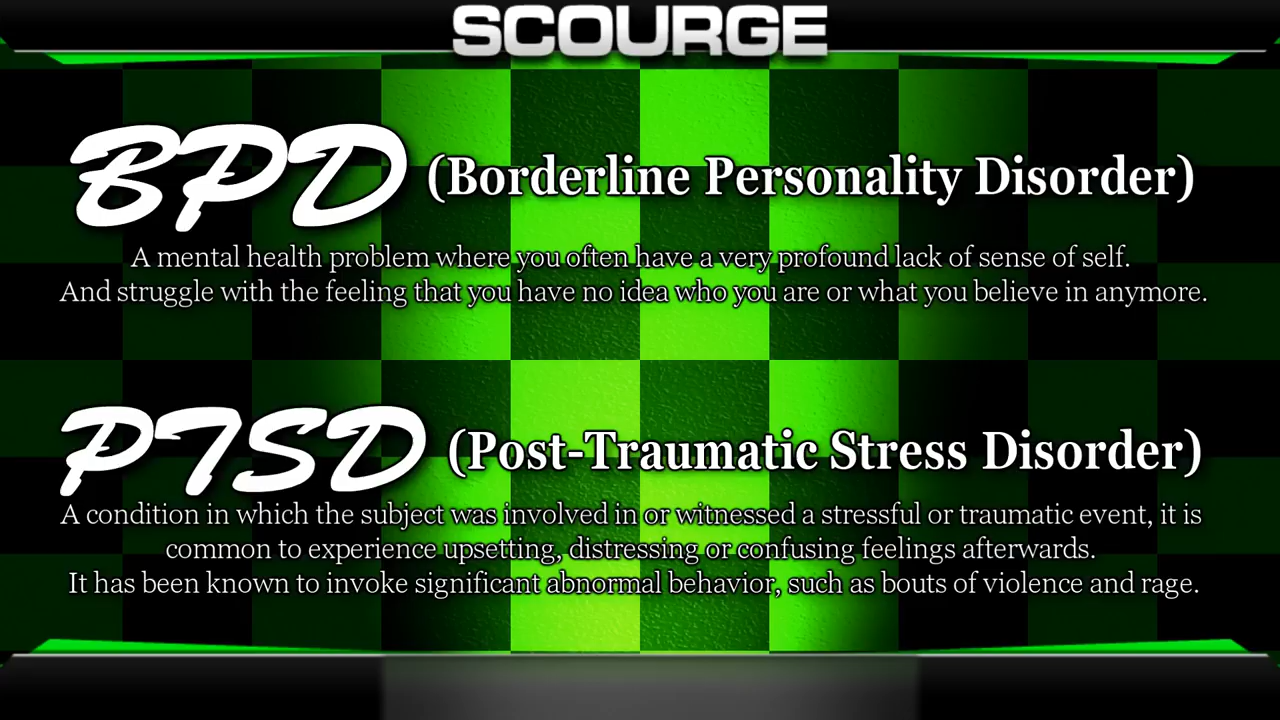 SCOURGE
BPD (Borderline Personality Disorder)
A mental health problem where you often have a very profound lack of sense of self.
And struggle with the feeling that you have no idea who you are or what you believe in anymore.
PTSD (Post-Traumatic Stress Disorder)
A condition in which the subject was involved in or witnessed a stressful or traumatic event, it is
common to experience upsetting, distressing or confusing feelings afterwards.
It has been known to invoke significant abnormal behavior, such as bouts of violence and rage.